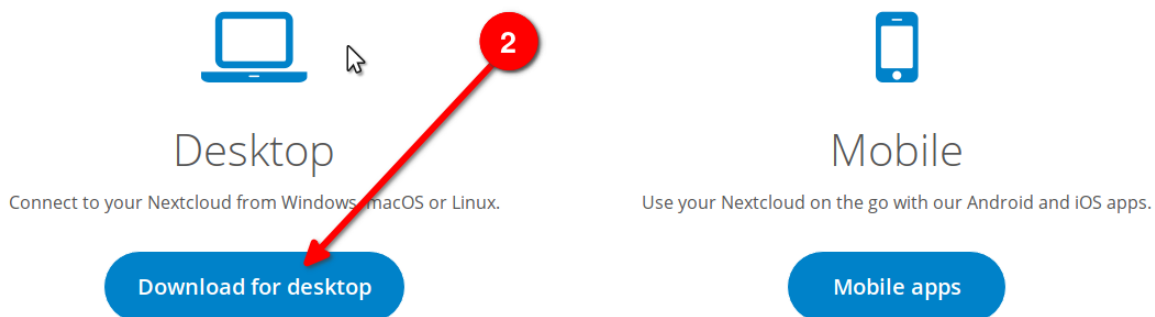 2
Desktop
Connect to your Nextcloud from Windows, macOS or Linux.
Download for desktop
Mobile
Use your Nextcloud on the go with our Android and iOS apps.
Mobile apps